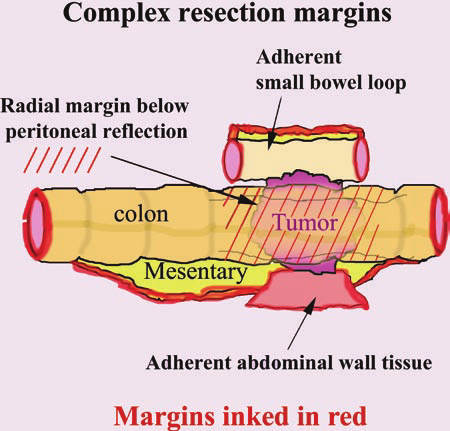 Complex resection margins
Adherent
small bowel loop
Radial margin below
peritoneal reflection
colon
Tumor
Mesentary
Adherent abdominal wall tissue
Margins inked in red